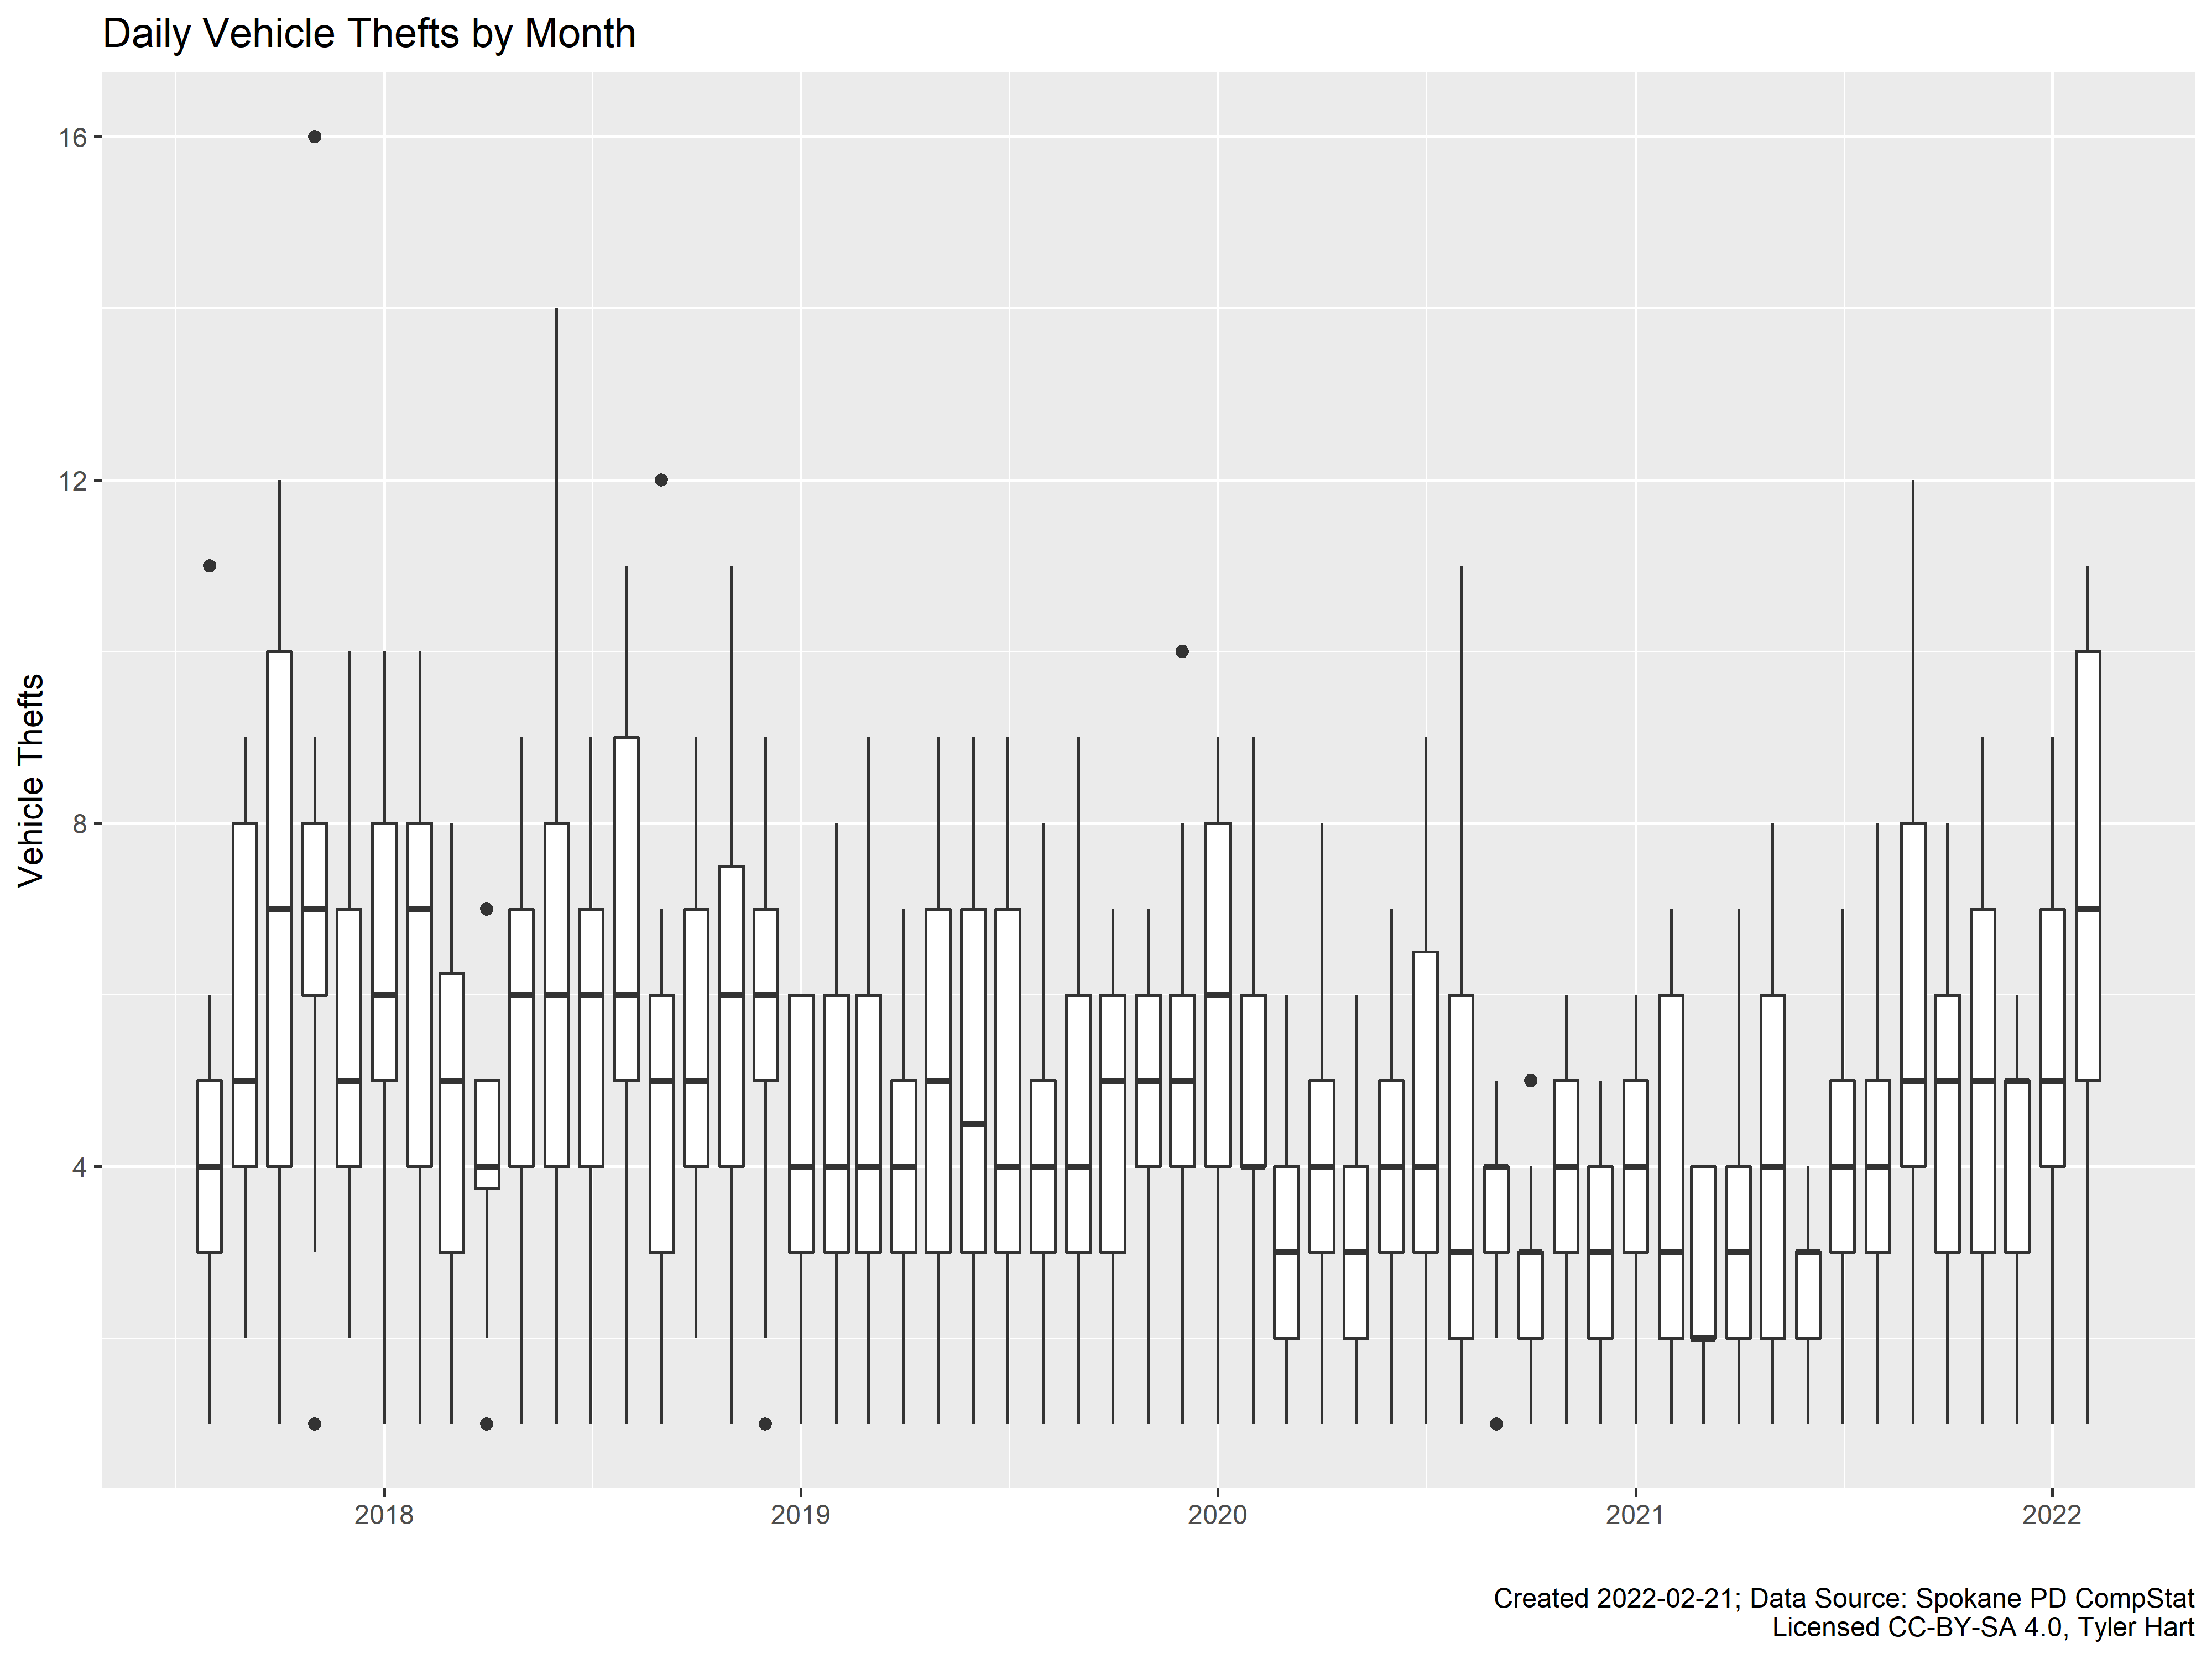 Daily Vehicle Thefts by Month
Vehicle Thefts
16
12
8
4
2018
2019
2020
2021
2022
Created 2022-02-21; Data Source: Spokane PD CompStat
Licensed CC-BY-SA 4.0, Tyler Hart